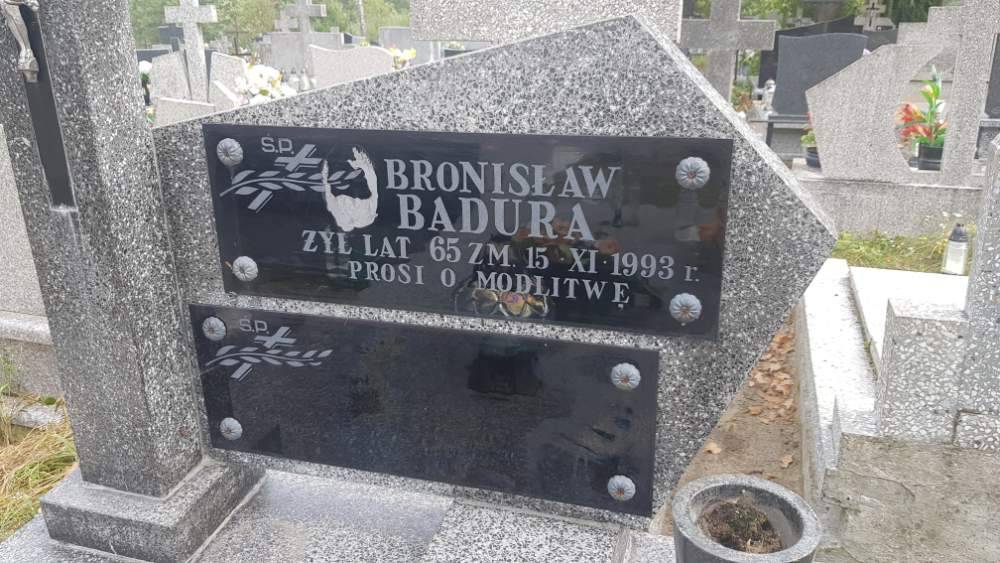 Ś.P.
BRONISŁAW
BADURA
ŻYŁ LAT 65 ZM. 15 XI 1993 r.
PROSI O MODLITWĘ
Ś.P.